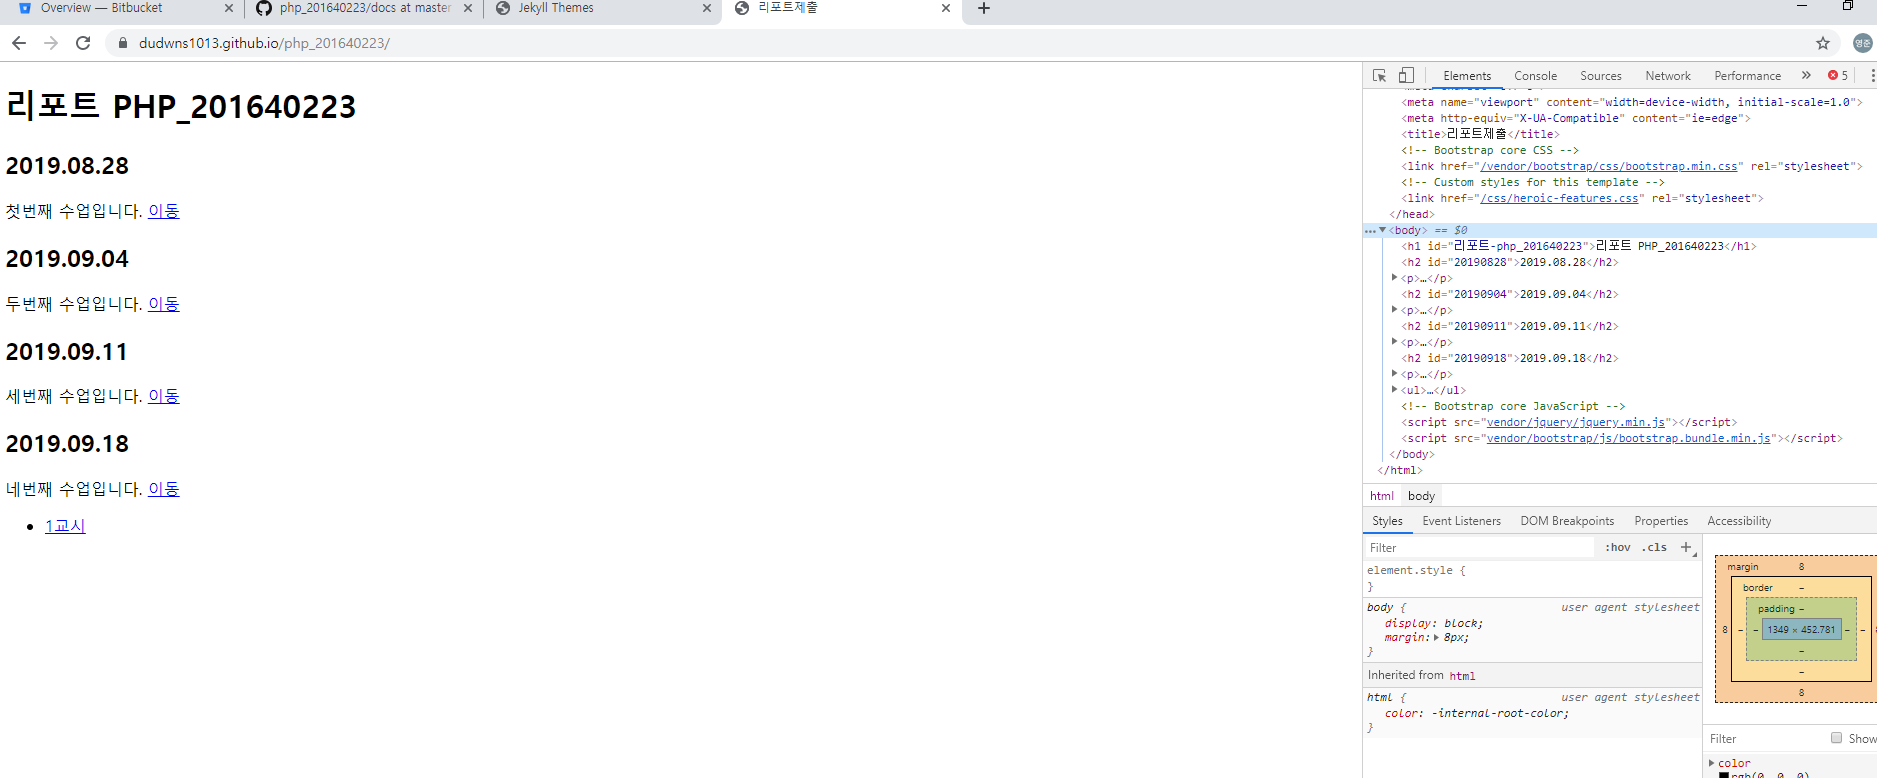 Overview — Bitbucket
php_201640223/docs at master
Jekyll Themes
리포트제출
dudwns1013.github.io/php_201640223/
영준
리포트 PHP_201640223
2019.08.28
첫번째 수업입니다. 이동
2019.09.04
두번째 수업입니다. 이동
2019.09.11
세번째 수업입니다. 이동
2019.09.18
네번째 수업입니다. 이동
1교시
Elements Console Sources Network Performance » 5
<meta name="viewport" content="width=device-width, initial-scale=1.0">
<meta http-equiv="X-UA-Compatible" content="ie=edge">
<title>리포트제출</title>
<!-- Bootstrap core CSS -->
<link href="/vendor/bootstrap/css/bootstrap.min.css" rel="stylesheet">
<!-- Custom styles for this template -->
<link href="/css/heroic-features.css" rel="stylesheet">
</head>
<body> == $0
<h1 id="리포트-php_201640223">리포트 PHP_201640223</h1>
<h2 id="20190828">2019.08.28</h2>
<p>…</p>
<h2 id="20190904">2019.09.04</h2>
<p>…</p>
<h2 id="20190911">2019.09.11</h2>
<p>…</p>
<h2 id="20190918">2019.09.18</h2>
<p>…</p>
<ul>…</ul>
<!-- Bootstrap core JavaScript -->
<script src="vendor/jquery/jquery.min.js"></script>
<script src="vendor/bootstrap/js/bootstrap.bundle.min.js"></script>
</body>
</html>
html body
Styles Event Listeners DOM Breakpoints Properties Accessibility
Filter :hov .cls +
element.style {
}
body { user agent stylesheet
display: block;
margin: 8px;
}
Inherited from html
html { user agent stylesheet
color: -internal-root-color;
}
margin 8
border –
padding –
8 – – 1349 × 452.781 – –
–
–
8
Filter Show
color
rgb(0, 0, 0)